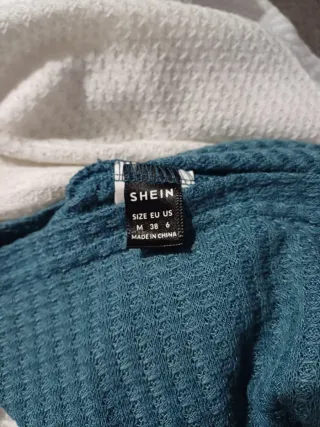 SHEIN
SIZE EU US
M 38 6
MADE IN CHINA